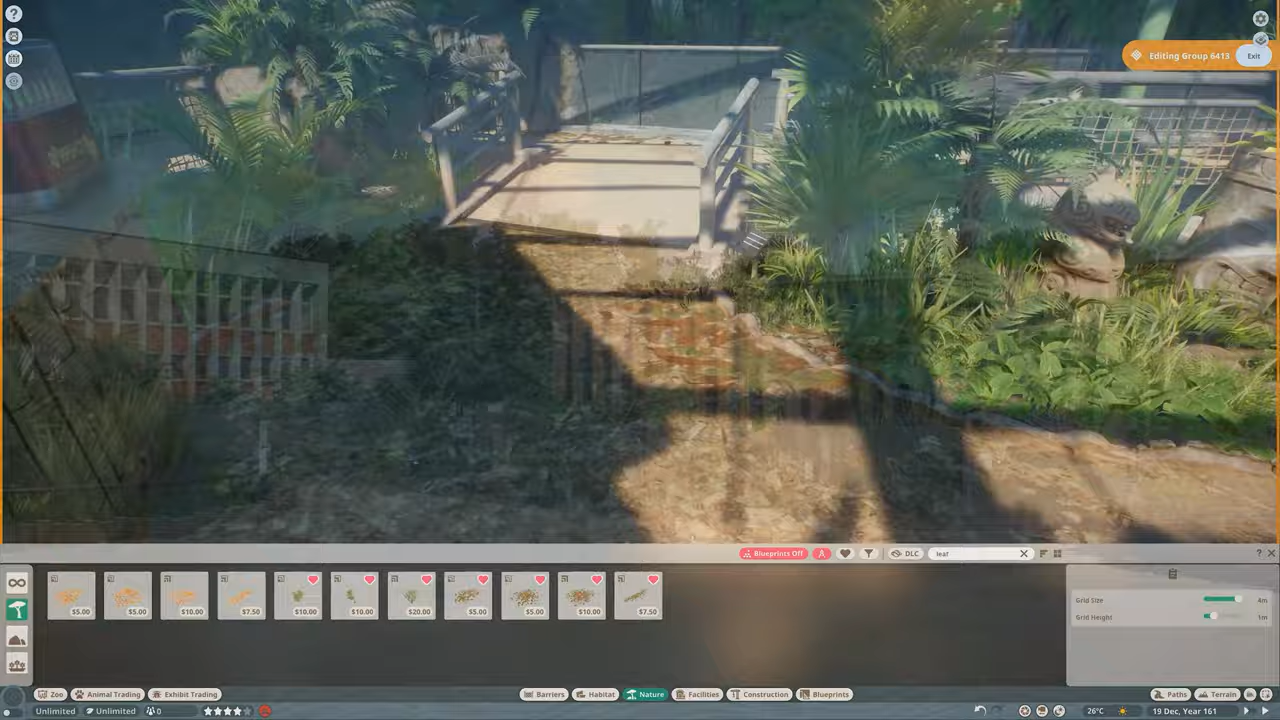 Editing Group 6413
Exit
Blueprints Off
DLC
leaf
$5.00
$5.00
$10.00
$7.50
$10.00
$10.00
$20.00
$5.00
$5.00
$10.00
$7.50
Grid Size
4m
Grid Height
1m
Zoo
Animal Trading
Exhibit Trading
Barriers
Habitat
Nature
Facilities
Construction
Blueprints
Paths
Terrain
Unlimited
Unlimited
0
26°C
19 Dec, Year 161